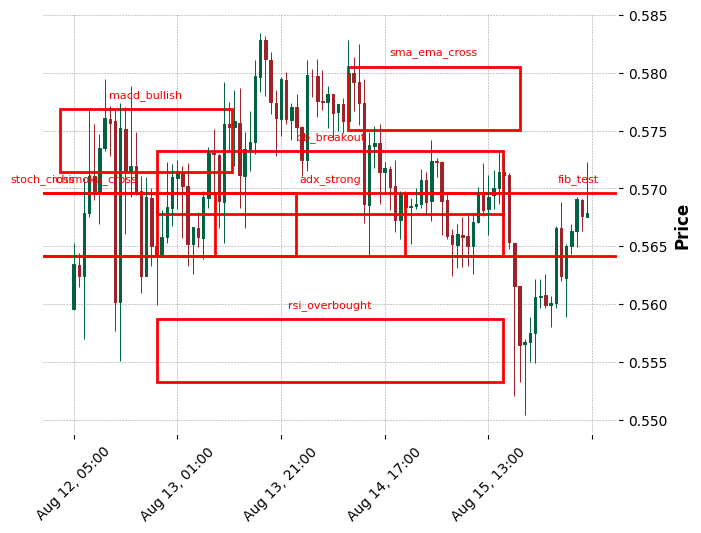 0.585
sma_ema_cross
0.580
macd_bullish
0.575
bb_breakout
adx_strong
fib_test
0.570
Price
0.565
rsi_overbought
0.560
0.555
0.550
Aug 12, 05:00
Aug 13, 01:00
Aug 13, 21:00
Aug 14, 17:00
Aug 15, 13:00